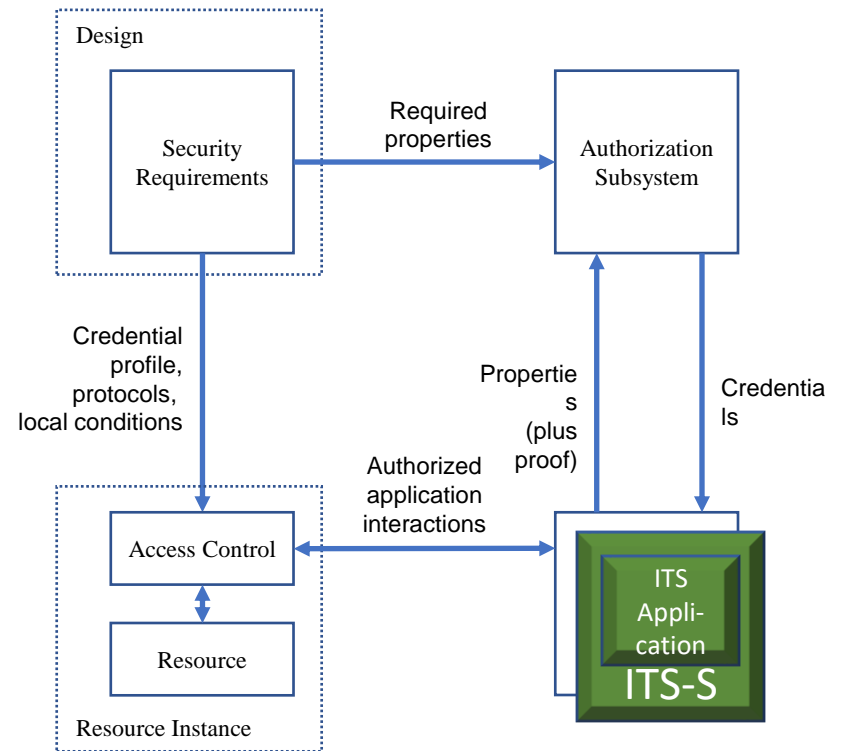 Design
Security
Requirements
Required
properties
Authorization
Subsystem
Credential
profile,
protocols,
local conditions
Propertie
s
(plus
proof)
Credentia
ls
Authorized
application
interactions
Access Control
Resource
Resource Instance
ITS
Appli-
cation
ITS-S